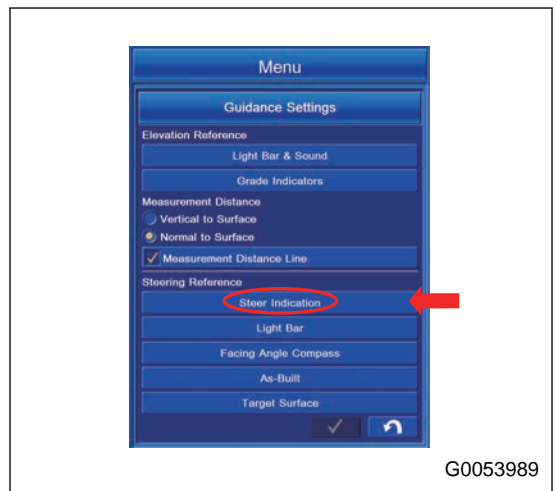 Menu
Guidance Settings
Elevation Reference
Light Bar & Sound
Grade Indicators
Measurement Distance
Vertical to Surface
Normal to Surface
Measurement Distance Line
Steering Reference
Steer Indication
Light Bar
Facing Angle Compass
As-Built
Target Surface
G0053989